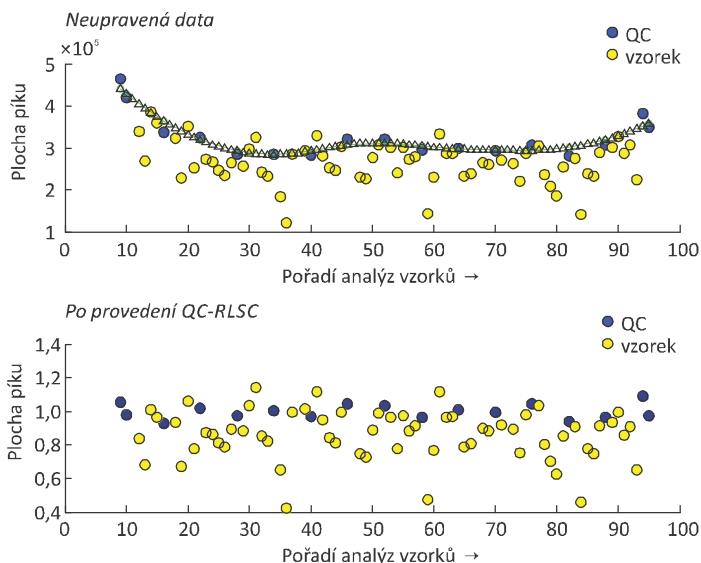 Neupravená data
×10⁵
QC
vzorek
Plocha píku
5
4
3
2
1
0 10 20 30 40 50 60 70 80 90 100
Pořadí analýz vzorků →
Po provedení QC-RLSC
QC
vzorek
Plocha píku
1,4
1,2
1,0
0,8
0,6
0,4
0 10 20 30 40 50 60 70 80 90 100
Pořadí analýz vzorků →